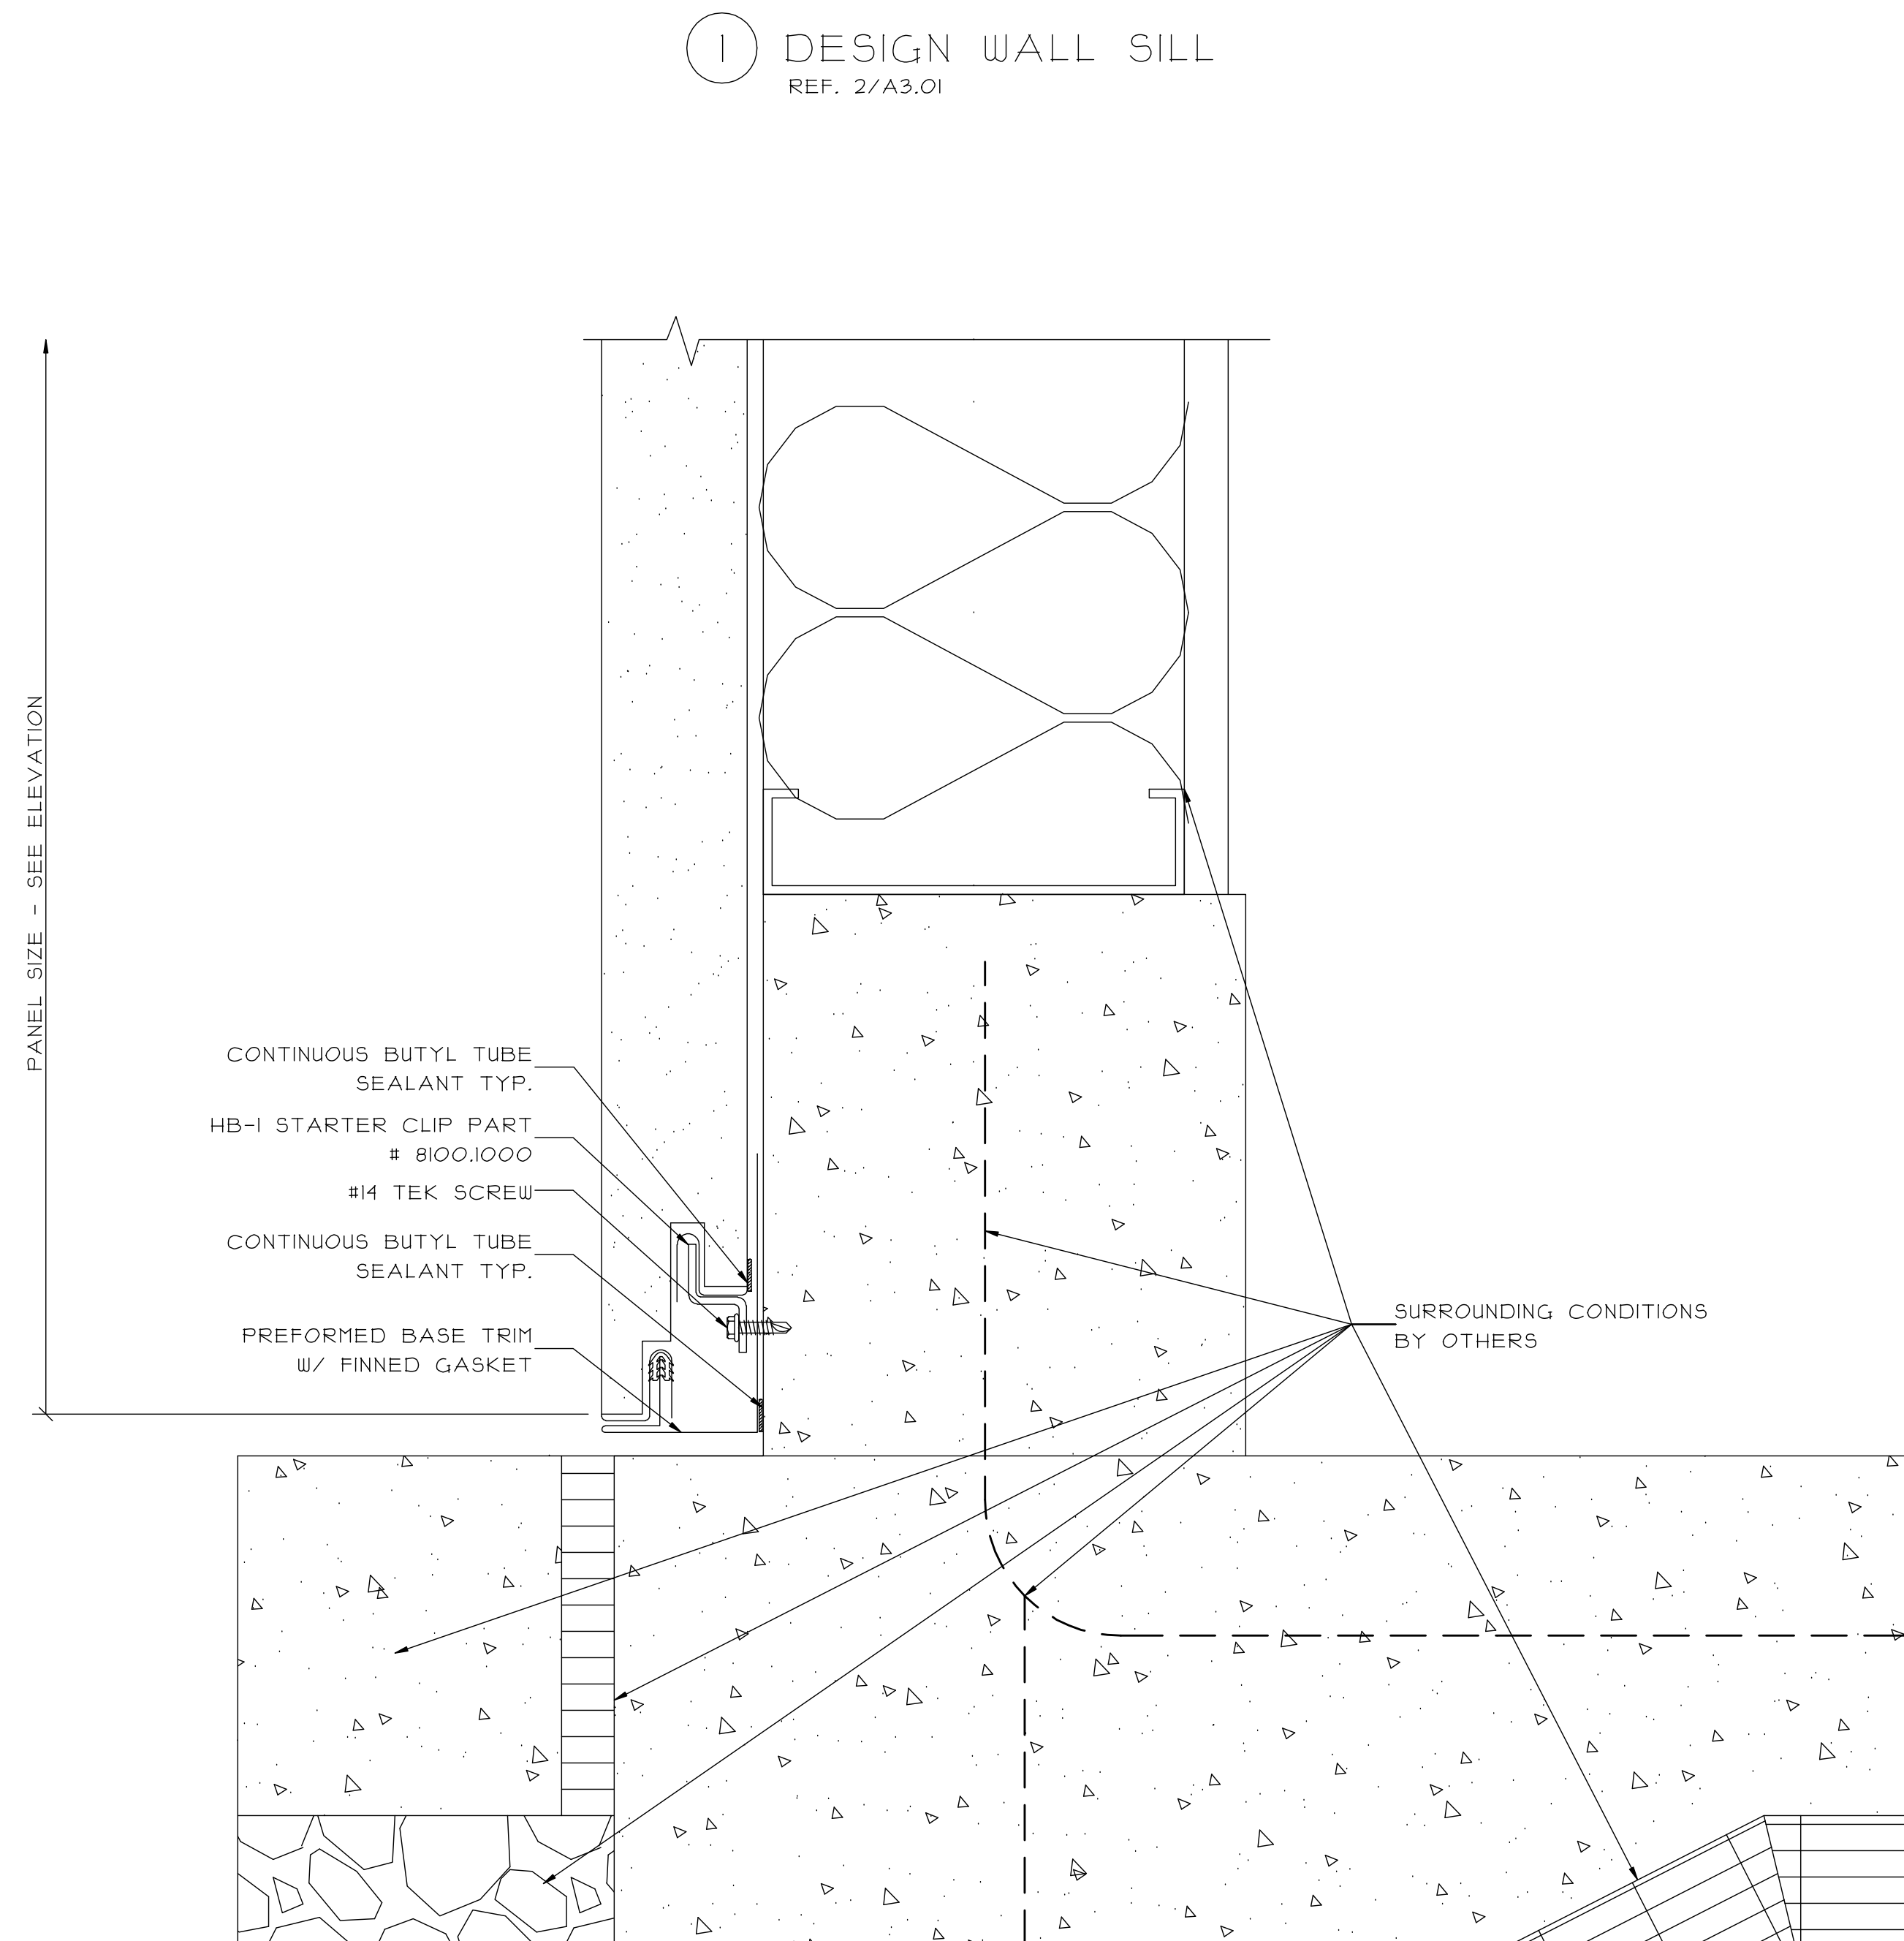 1 DESIGN WALL SILL
REF. 2/A3.01
PANEL SIZE - SEE ELEVATION
CONTINUOUS BUTYL TUBE
SEALANT TYP.
HB-1 STARTER CLIP PART
# 8100.1000
#14 TEK SCREW
CONTINUOUS BUTYL TUBE
SEALANT TYP.
PREFORMED BASE TRIM
W/ FINNED GASKET
SURROUNDING CONDITIONS
BY OTHERS